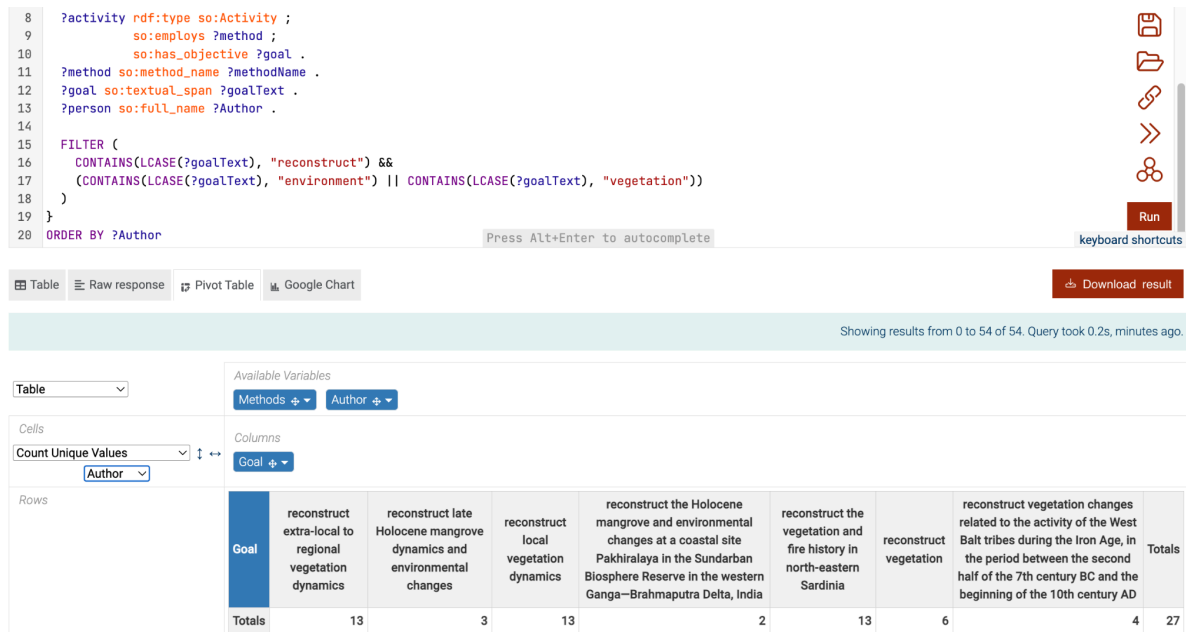 8 ?activity rdf:type so:Activity ;
9 so:employs ?method ;
10 so:has_objective ?goal .
11 ?method so:method_name ?methodName .
12 ?goal so:textual_span ?goalText .
13 ?person so:full_name ?Author .
14
15 FILTER (
16 CONTAINS(LCASE(?goalText), "reconstruct") &&
17 (CONTAINS(LCASE(?goalText), "environment") || CONTAINS(LCASE(?goalText), "vegetation"))
18 )
19 }
20 ORDER BY ?Author
Press Alt+Enter to autocomplete
Run
keyboard shortcuts
Table Raw response Pivot Table Google Chart
Download result
Showing results from 0 to 54 of 54. Query took 0.2s, minutes ago.
Table
Available Variables
Methods Author
Cells
Count Unique Values
Author
Columns
Goal
Rows
Goal
reconstruct
extra-local to
regional
vegetation
dynamics
reconstruct late
Holocene mangrove
dynamics and
environmental
changes
reconstruct
local
vegetation
dynamics
reconstruct the Holocene
mangrove and environmental
changes at a coastal site
Pakhiralaya in the Sundarban
Biosphere Reserve in the western
Ganga—Brahmaputra Delta, India
reconstruct the
vegetation and
fire history in
north-eastern
Sardinia
reconstruct
vegetation
reconstruct vegetation changes
related to the activity of the West
Balt tribes during the Iron Age, in
the period between the second
half of the 7th century BC and the
beginning of the 10th century AD
Totals
Totals 13 3 13 2 13 6 4 27